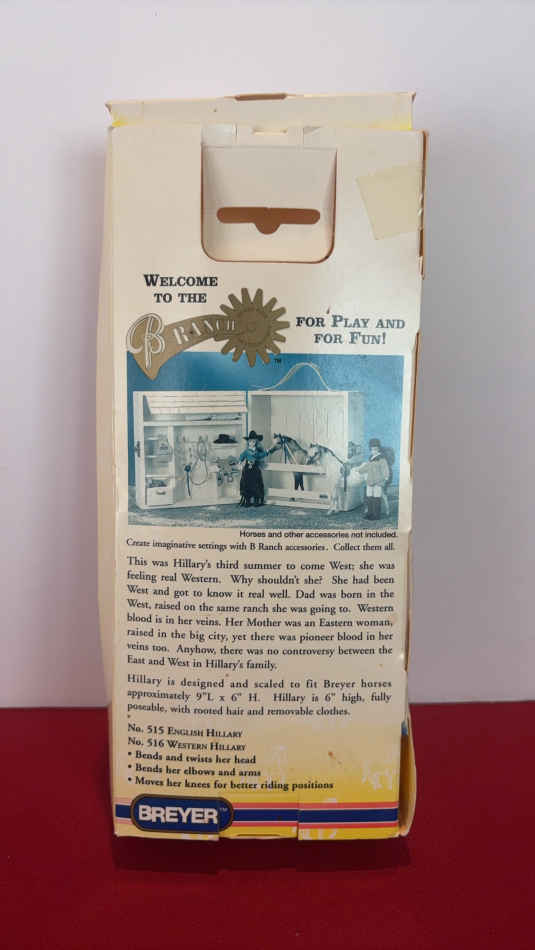 WELCOME
TO THE
B RANCH
TM
FOR PLAY AND
FOR FUN!
Horses and other accessories not included.
Create imaginative settings with B Ranch accessories. Collect them all.
This was Hillary's third summer to come West; she was
feeling real Western. Why shouldn't she? She had been
West and got to know it real well. Dad was born in the
West, raised on the same ranch she was going to. Western
blood is in her veins. Her Mother was an Eastern woman,
raised in the big city, yet there was pioneer blood in her
veins too. Anyhow, there was no controversy between the
East and West in Hillary's family.
Hillary is designed and scaled to fit Breyer horses
approximately 9"L x 6" H. Hillary is 6" high, fully
poseable, with rooted hair and removable clothes.
No. 515 ENGLISH HILLARY
No. 516 WESTERN HILLARY
• Bends and twists her head
• Bends her elbows and arms
• Moves her knees for better riding positions
BREYER TM